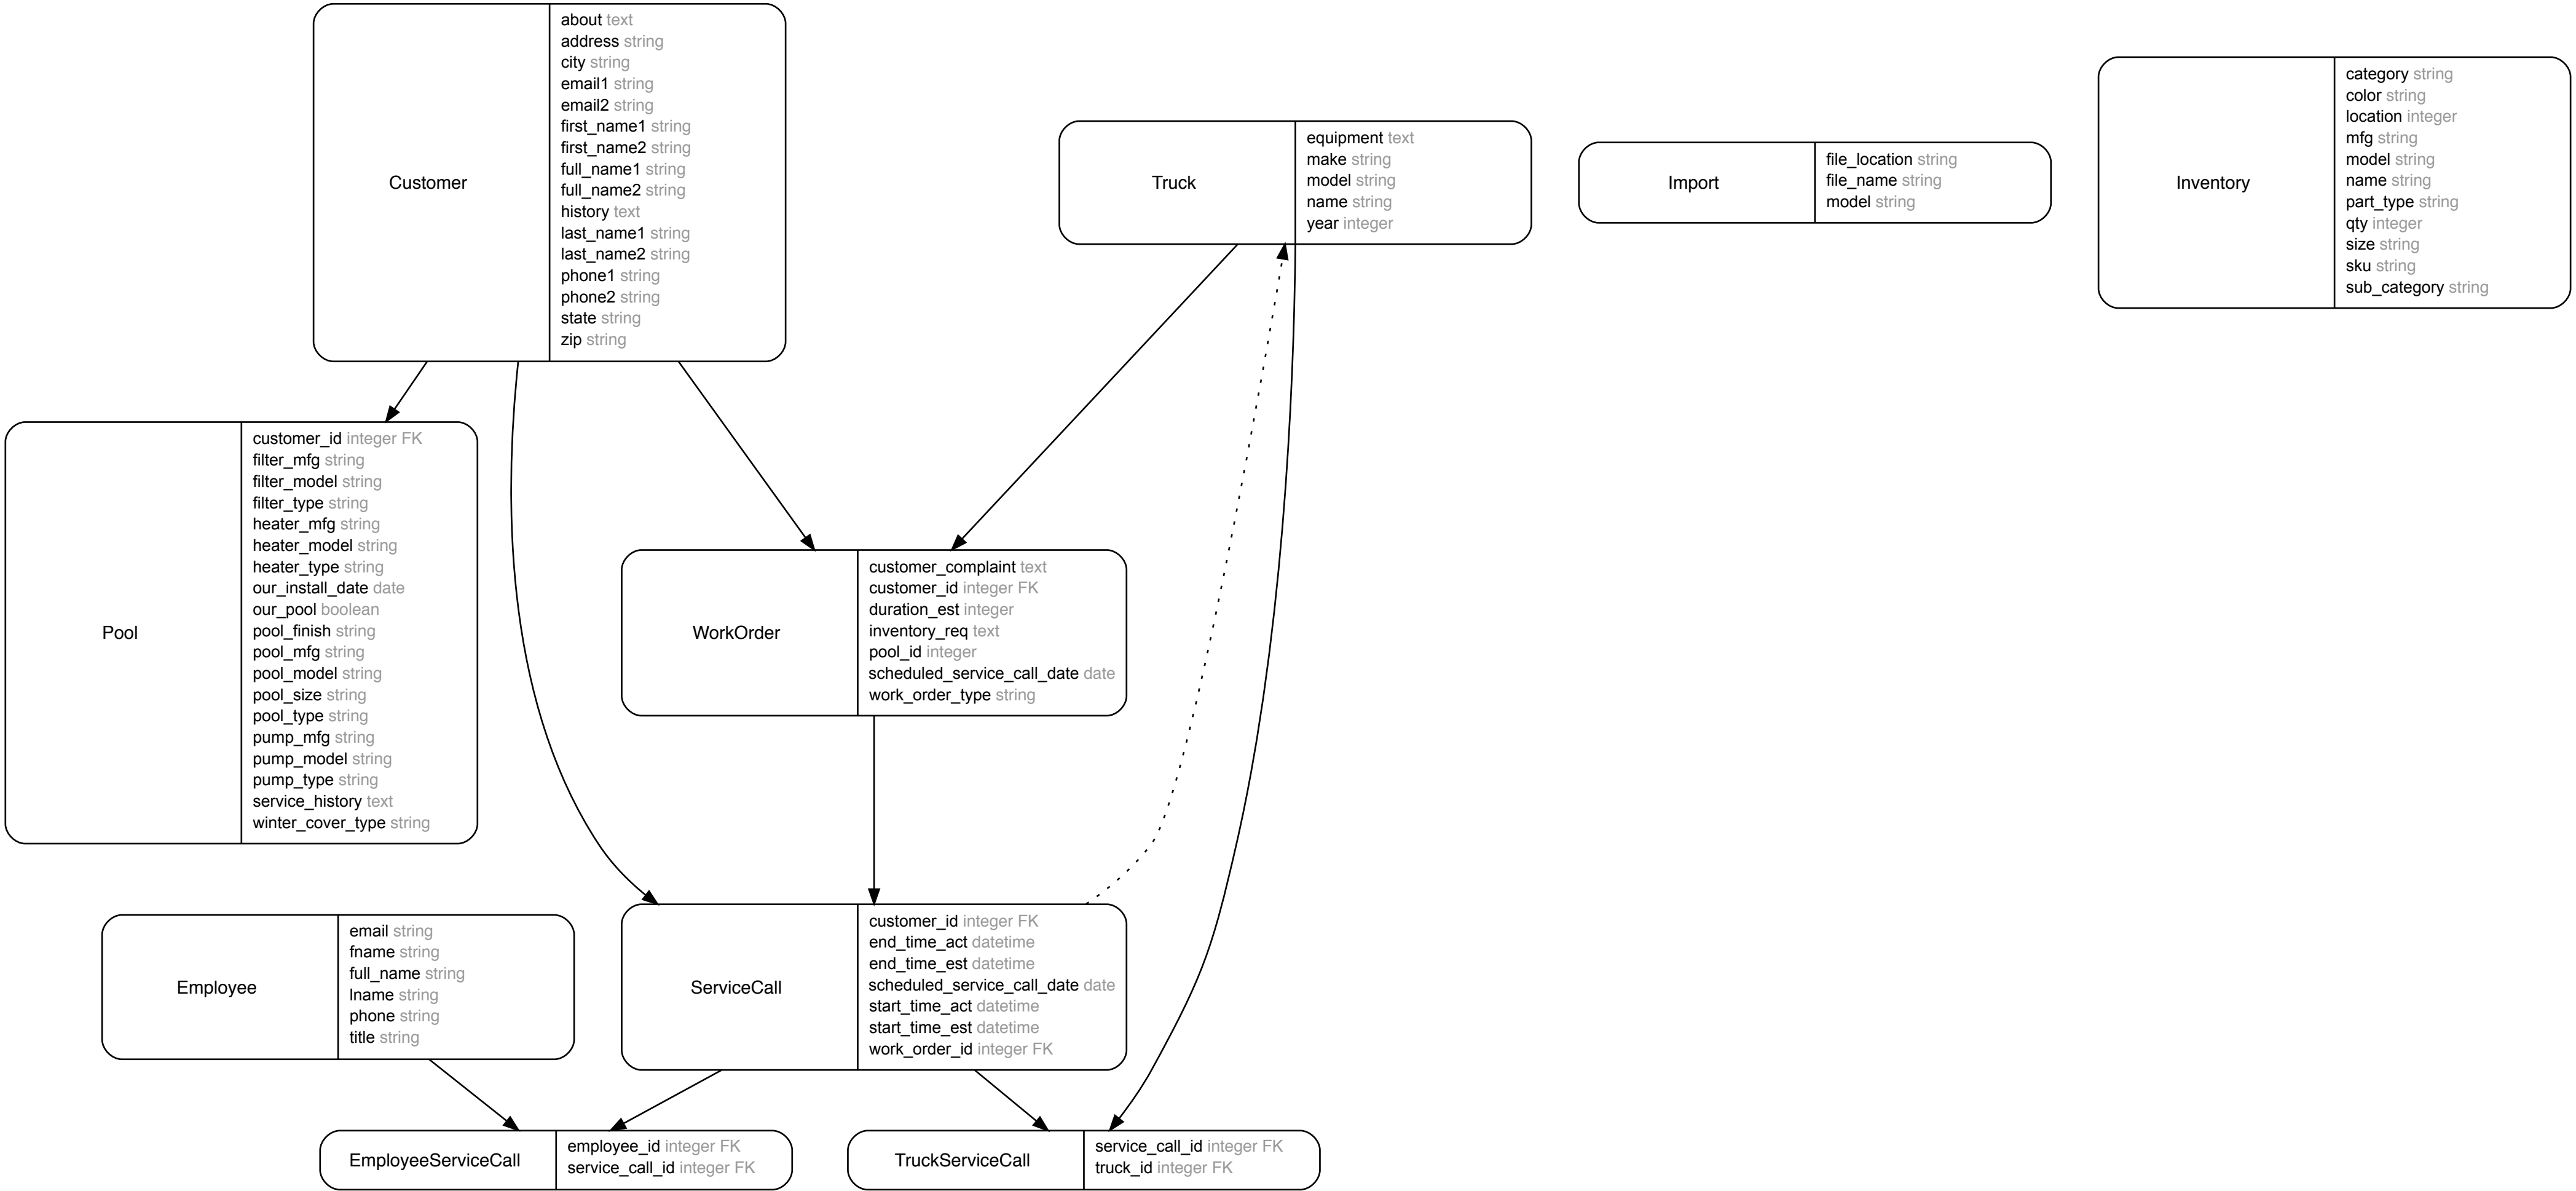 Customer
about text
address string
city string
email1 string
email2 string
first_name1 string
first_name2 string
full_name1 string
full_name2 string
history text
last_name1 string
last_name2 string
phone1 string
phone2 string
state string
zip string
Truck
equipment text
make string
model string
name string
year integer
Import
file_location string
file_name string
model string
Inventory
category string
color string
location integer
mfg string
model string
name string
part_type string
qty integer
size string
sku string
sub_category string
Pool
customer_id integer FK
filter_mfg string
filter_model string
filter_type string
heater_mfg string
heater_model string
heater_type string
our_install_date date
our_pool boolean
pool_finish string
pool_mfg string
pool_model string
pool_size string
pool_type string
pump_mfg string
pump_model string
pump_type string
service_history text
winter_cover_type string
WorkOrder
customer_complaint text
customer_id integer FK
duration_est integer
inventory_req text
pool_id integer
scheduled_service_call_date date
work_order_type string
Employee
email string
fname string
full_name string
lname string
phone string
title string
ServiceCall
customer_id integer FK
end_time_act datetime
end_time_est datetime
scheduled_service_call_date date
start_time_act datetime
start_time_est datetime
work_order_id integer FK
EmployeeServiceCall
employee_id integer FK
service_call_id integer FK
TruckServiceCall
service_call_id integer FK
truck_id integer FK